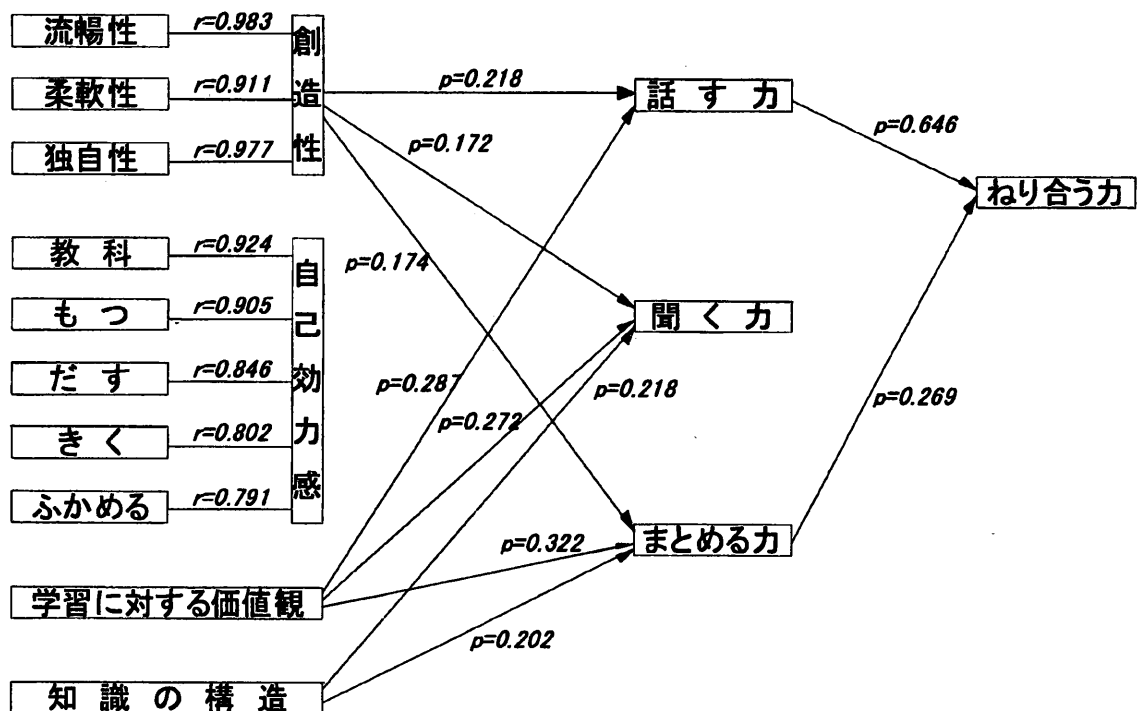 流暢性
r=0.983
柔軟性
r=0.911
独自性
r=0.977
創造性
教科
r=0.924
もつ
r=0.905
だす
r=0.846
きく
r=0.802
ふかめる
r=0.791
自己効力感
学習に対する価値観
知識の構造
p=0.218
p=0.172
p=0.174
p=0.287
p=0.272
p=0.218
p=0.322
p=0.202
話す力
聞く力
まとめる力
p=0.646
p=0.269
ねり合う力